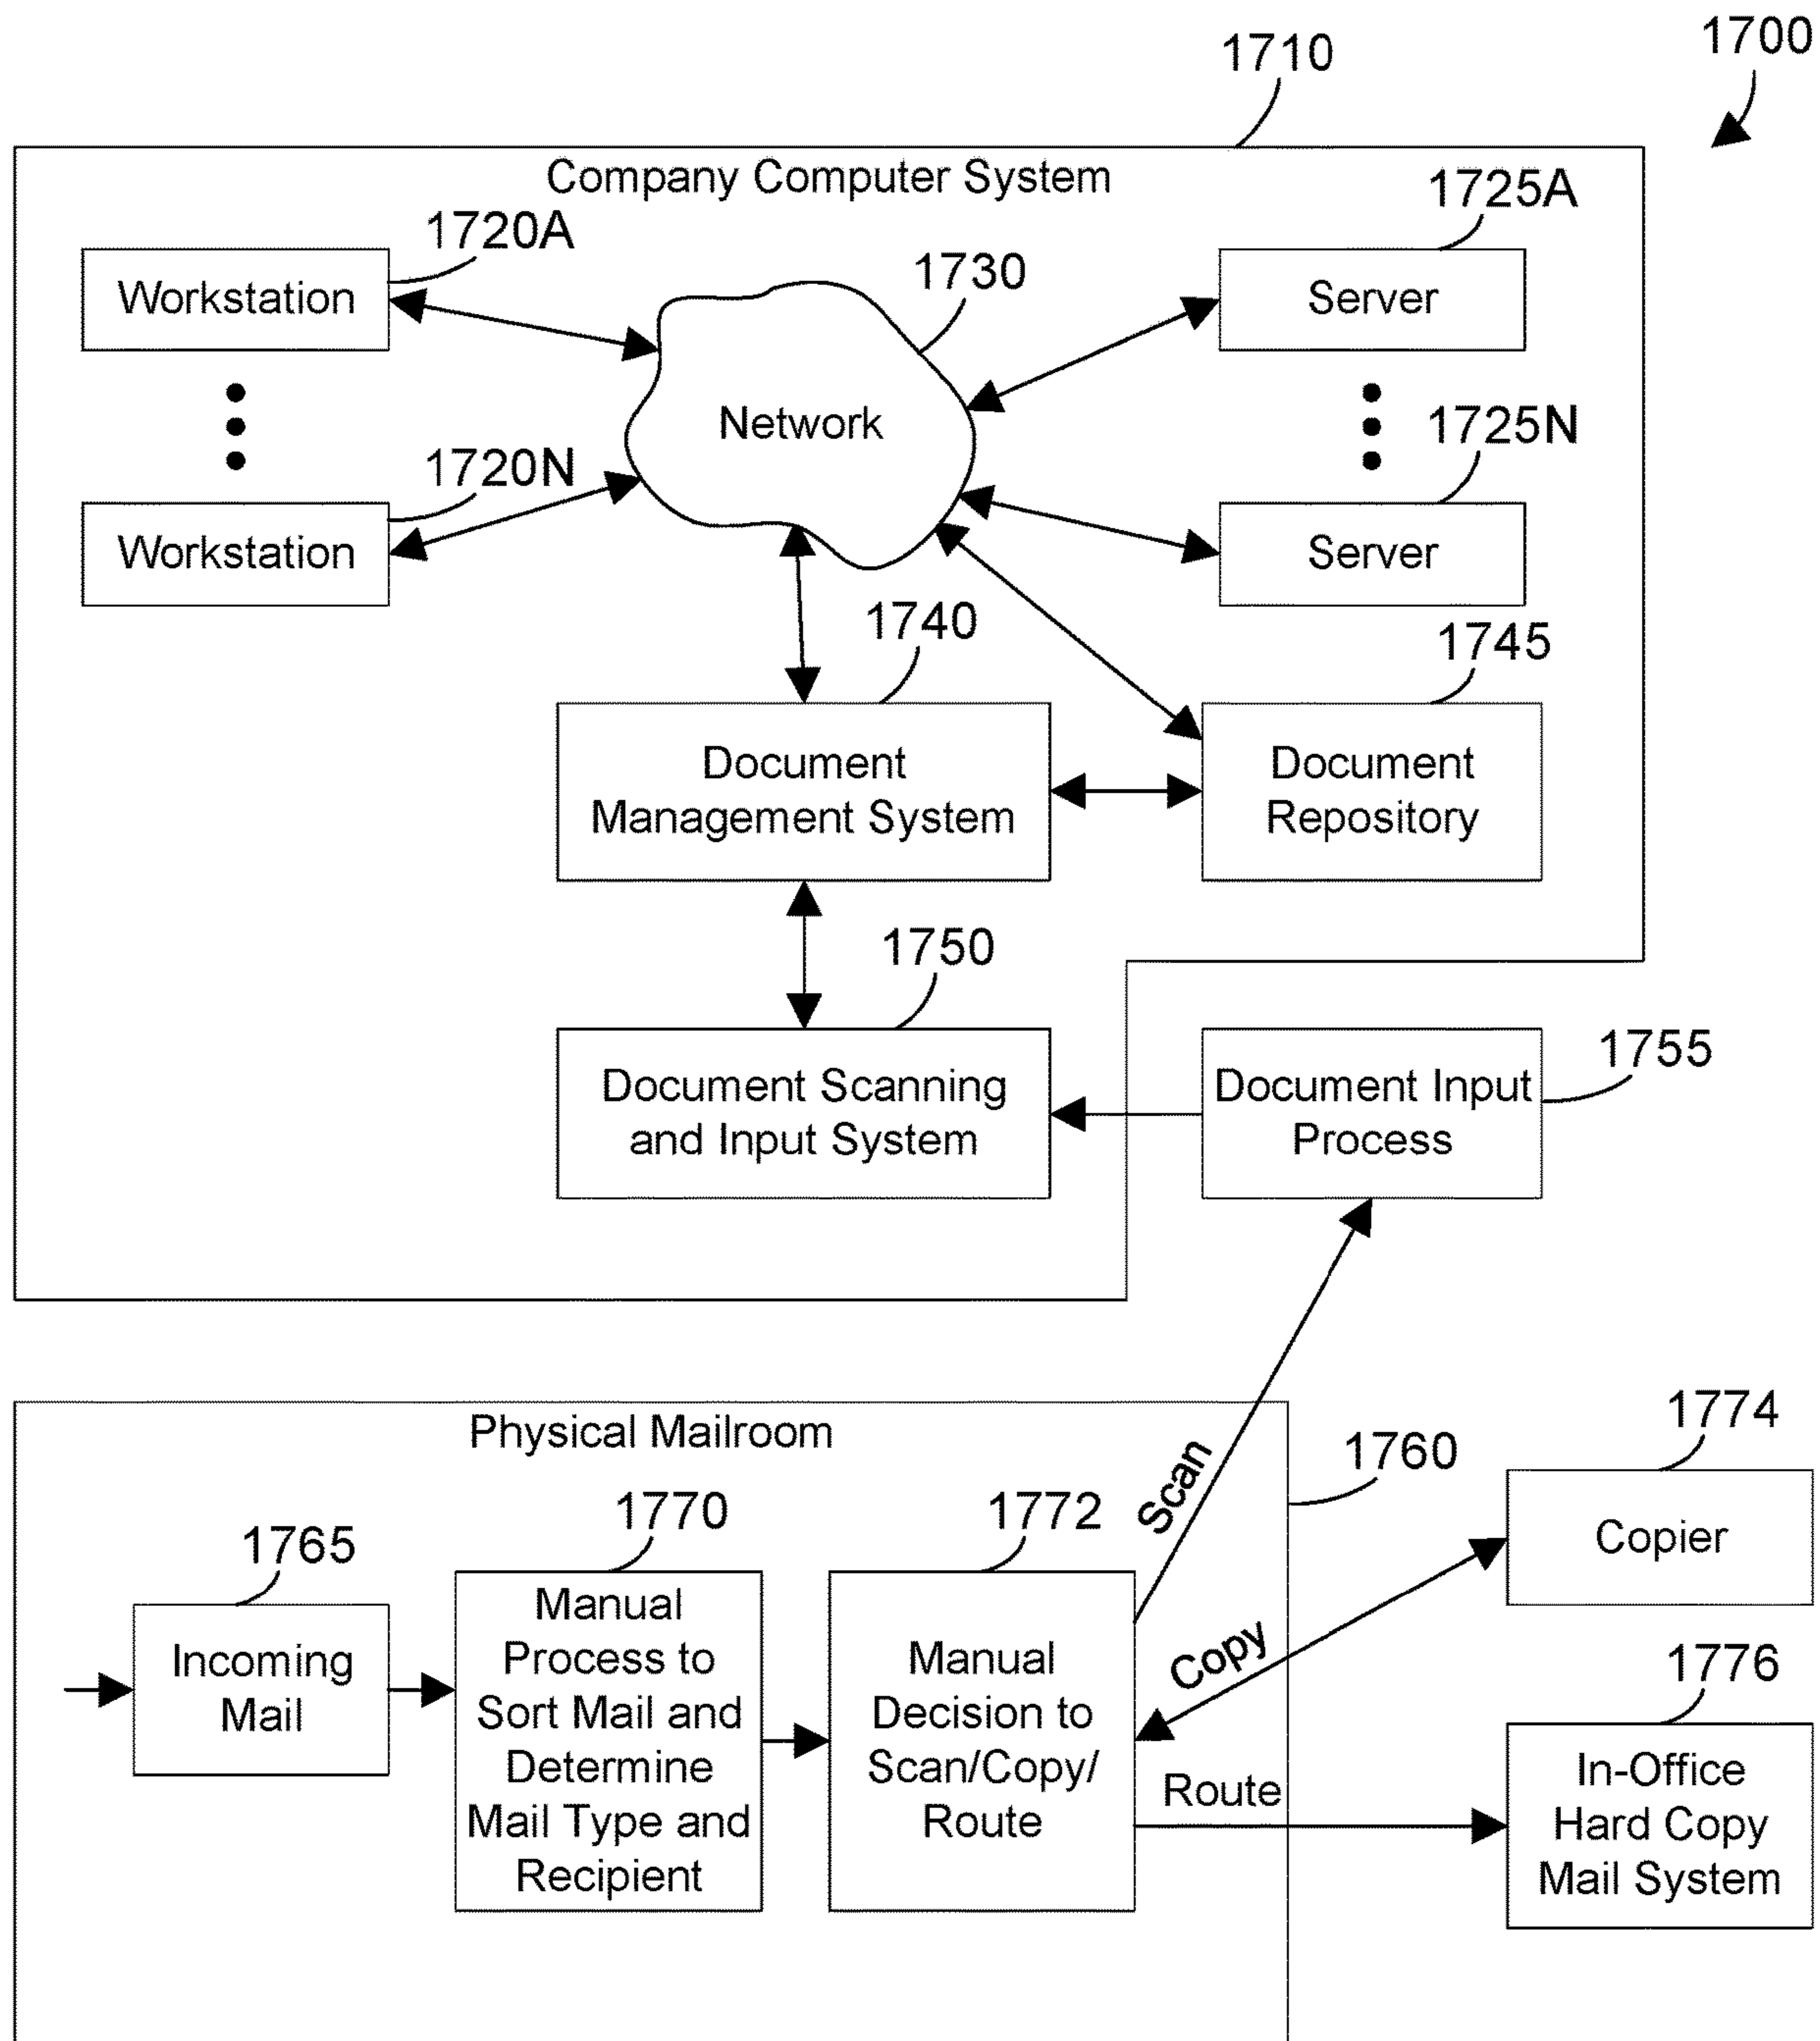 1700
1710
Company Computer System
1720A
1725A
Workstation
1730
Server
Network
1720N
1725N
Workstation
Server
1740
1745
Document
Management System
Document
Repository
1750
1755
Document Scanning
and Input System
Document Input
Process
Physical Mailroom
1760
1774
Scan
Copier
1765
1770
1772
Incoming
Mail
Manual
Process to
Sort Mail and
Determine
Mail Type and
Recipient
Manual
Decision to
Scan/Copy/
Route
Copy
Route
1776
In-Office
Hard Copy
Mail System